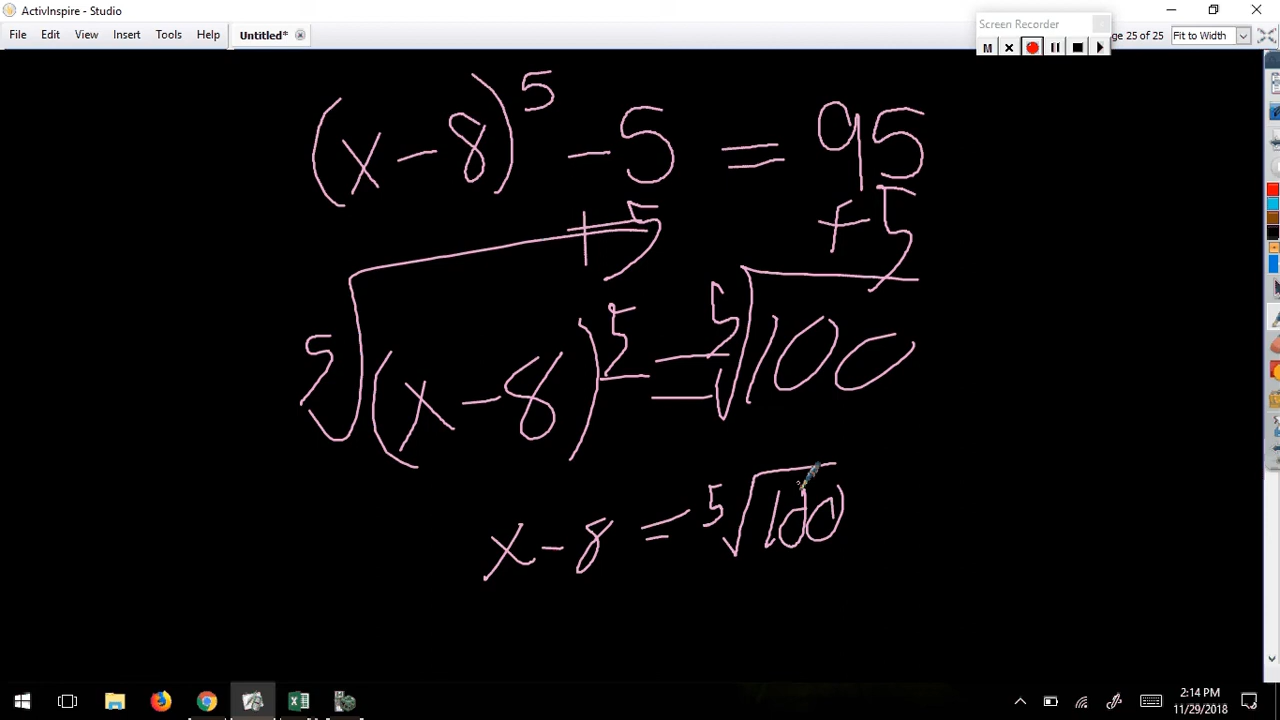 ActivInspire - Studio
Screen Recorder
File Edit View Insert Tools Help Untitled* ge 25 of 25 Fit to Width
M
(x-8)^5 -5 = 95
+5 +5
⁵√(x-8)^5 = ⁵√100
x-8 = ⁵√100
2:14 PM
11/29/2018